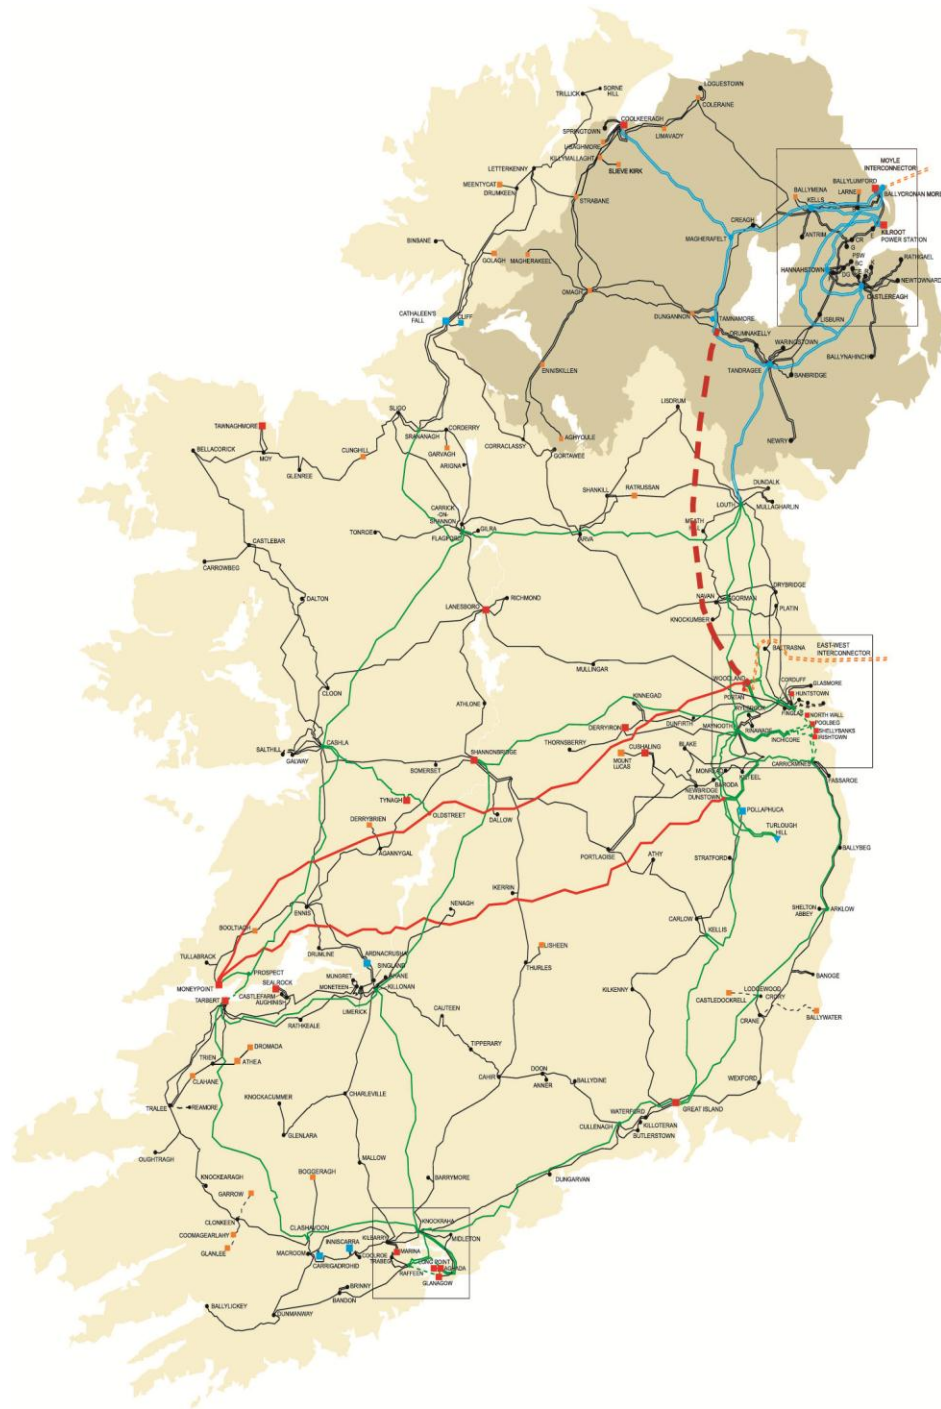 LOGUESTOWN
SORNE
HILL
TRILLICK
COLERAINE
COOLKEERAGH
SPRINGTOWN
LIMAVADY
LISAGHMORE
KILLYMALLAGHT
SLIEVE KIRK
MOYLE
INTERCONNECTOR
LETTERKENNY
BALLYLUMFORD
MEENTYCAT
DRUMKEEN
STRABANE
BALLYMENA
LARNE
KELLS
BALLYCRONAN MORE
CREAGH
KILROOT
POWER STATION
ANTRIM
BINBANE
MAGHERAFELT
GOLAGH
MAGHERAKEEL
RATHGAEL
HANNAHSTOWN
NEWTOWNARDS
CASTLEREAGH
OMAGH
CATHALEEN'S
FALL
CLIFF
DUNGANNON
TAMNAMORE
LISBURN
DRUMNAKELLY
WARINGSTOWN
BALLYNAHINCH
ENNISKILLEN
TANDRAGEE
BANBRIDGE
LISDRUM
SLIGO
TAWNAGHMORE
CORDERRY
SRANANAGH
CORRACLASSY
AGHYOULE
NEWRY
BELLACORICK
MOY
CUNGHILL
GARVAGH
GORTAWEE
GLENREE
ARIGNA
SHANKILL
RATRUSSAN
DUNDALK
LOUTH
MULLAGHARLIN
CARRICK
-ON-
SHANNON
GILRA
TONROE
FLAGFORD
ARVA
MEATH
HILL
CASTLEBAR
CARROWBEG
DRYBRIDGE
DALTON
LANESBORO
RICHMOND
NAVAN
GORMAN
PLATIN
KNOCKUMBER
BALTRASNA
EAST-WEST
INTERCONNECTOR
MULLINGAR
WOODLAND
CORDUFF
GLASMORE
CLOON
HUNTSTOWN
PORTAN
KINNEGAD
ATHLONE
FINGLAS
NORTH WALL
DERRYIRON
DUNFIRTH
MAYNOOTH
RINAWADE
POOLBEG
SHELLYBANKS
IRISHTOWN
INCHICORE
SALTHILL
GALWAY
CASHLA
SHANNONBRIDGE
THORNSBERRY
BLAKE
CUSHALING
SOMERSET
MOUNT
LUCAS
MONREAD
KILTEEL
CARRICKMINES
FASSAROE
BARODA
NEWBRIDGE
DUNSTOWN
TYNAGH
OLDSTREET
DALLOW
POLLAPHUCA
DERRYBRIEN
TURLOUGH
HILL
AGANNYGAL
PORTLAOISE
ATHY
STRATFORD
BALLYBEG
IKERRIN
NENAGH
CARLOW
SHELTON
ABBEY
ARKLOW
ENNIS
BOOLTIAGH
KELLIS
DRUMLINE
ARDNACRUSHA
LISHEEN
TULLABRACK
SINGLAND
THURLES
PROSPECT
BANOGE
MONEYPOINT
SEALROCK
MUNGRET
AHANE
MONETEEN
KILLONAN
TARBERT
CASTLEFARM
AUGHINISH
LIMERICK
KILKENNY
LODGEWOOD
CASTLEDOCKRELL
CRORY
RATHKEALE
CAUTEEN
CRANE
BALLYWATER
DROMADA
TRIEN
ATHEA
TIPPERARY
CLAHANE
CAHIR
DOON
ANNER
BALLYDINE
WEXFORD
KNOCKACUMMER
CHARLEVILLE
TRALEE
REAMORE
WATERFORD
GREAT ISLAND
CULLENAGH
KILLOTERAN
BUTLERSTOWN
GLENLARA
OUGHTRAGH
MALLOW
BOGGERAGH
BARRYMORE
DUNGARVAN
KNOCKEARAGH
GARROW
CLONKEEN
CLASHAVOON
KNOCKRAHA
COOMAGEARLAHY
INNISCARRA
KILBARRY
MIDLETON
GLANLEE
MACROOM
COOLROE
MARINA
CARRIGADROHID
TRABEG
LONG POINT
AGHADA
RAFFEEN
GLANAGOW
BRINNY
BANDON
BALLYLICKEY
DUNMANWAY